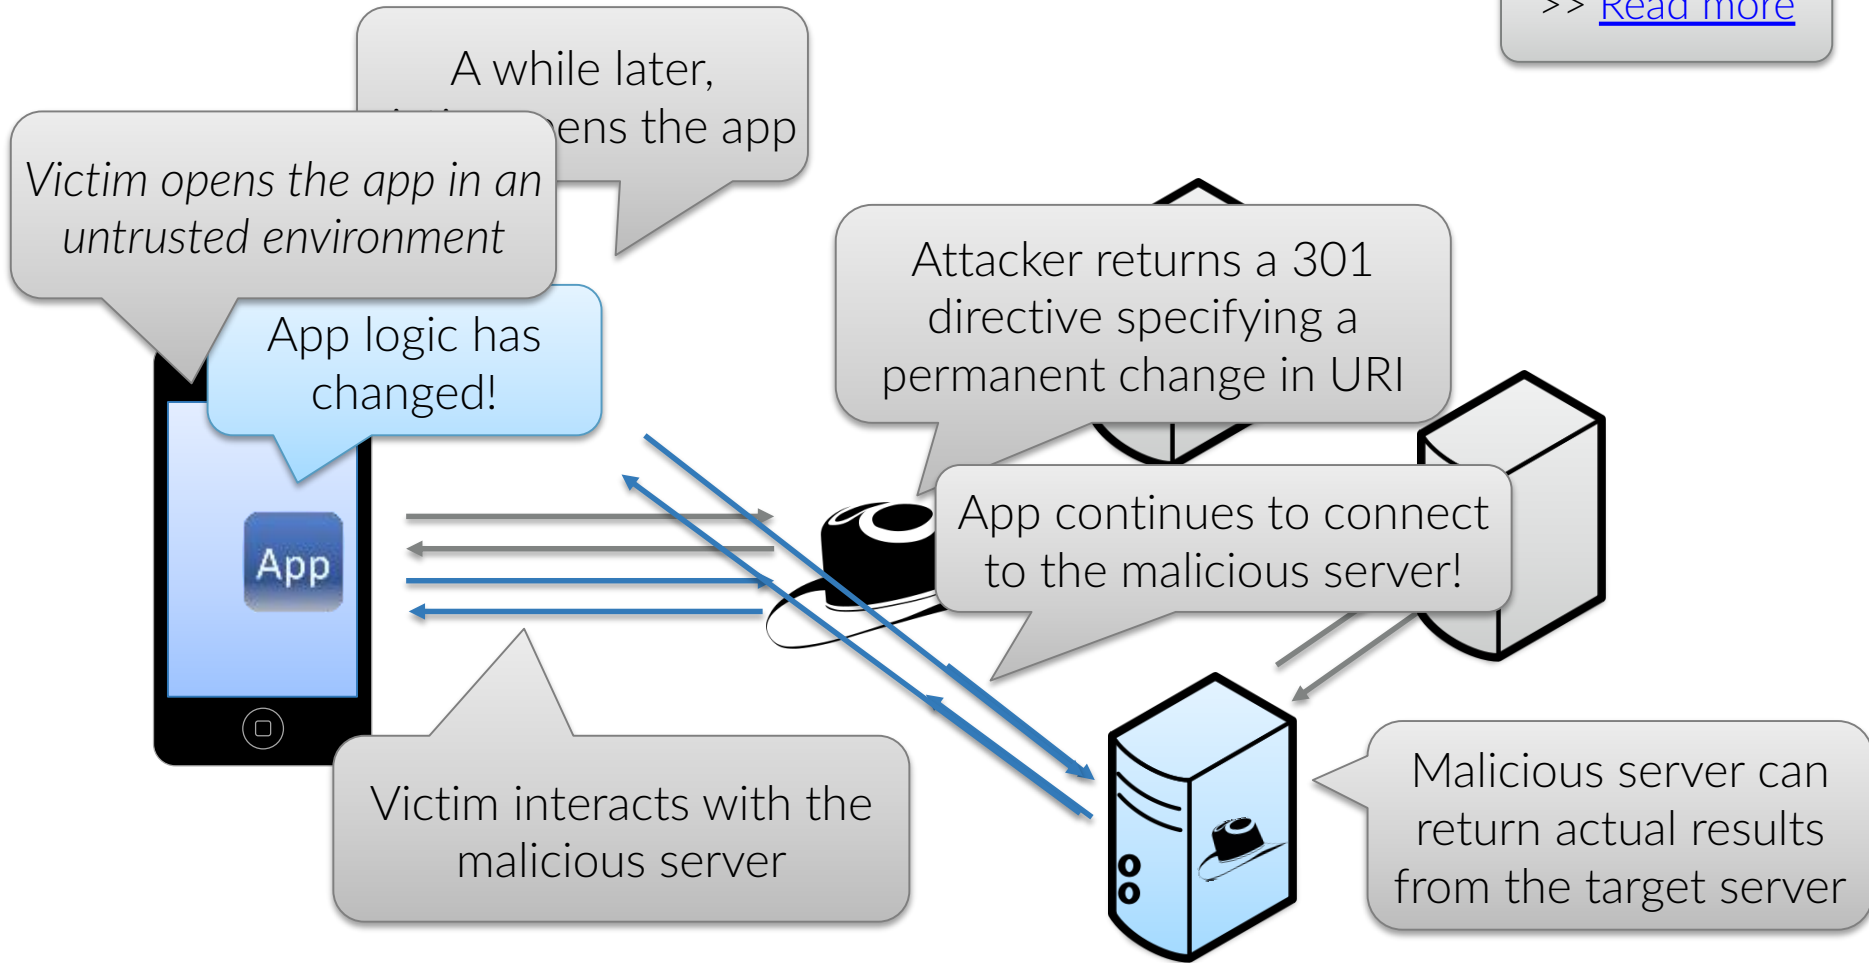 >> Read more
A while later,
ens the app
Victim opens the app in an
untrusted environment
App logic has
changed!
Attacker returns a 301
directive specifying a
permanent change in URI
App continues to connect
to the malicious server!
App
Victim interacts with the
malicious server
Malicious server can
return actual results
from the target server